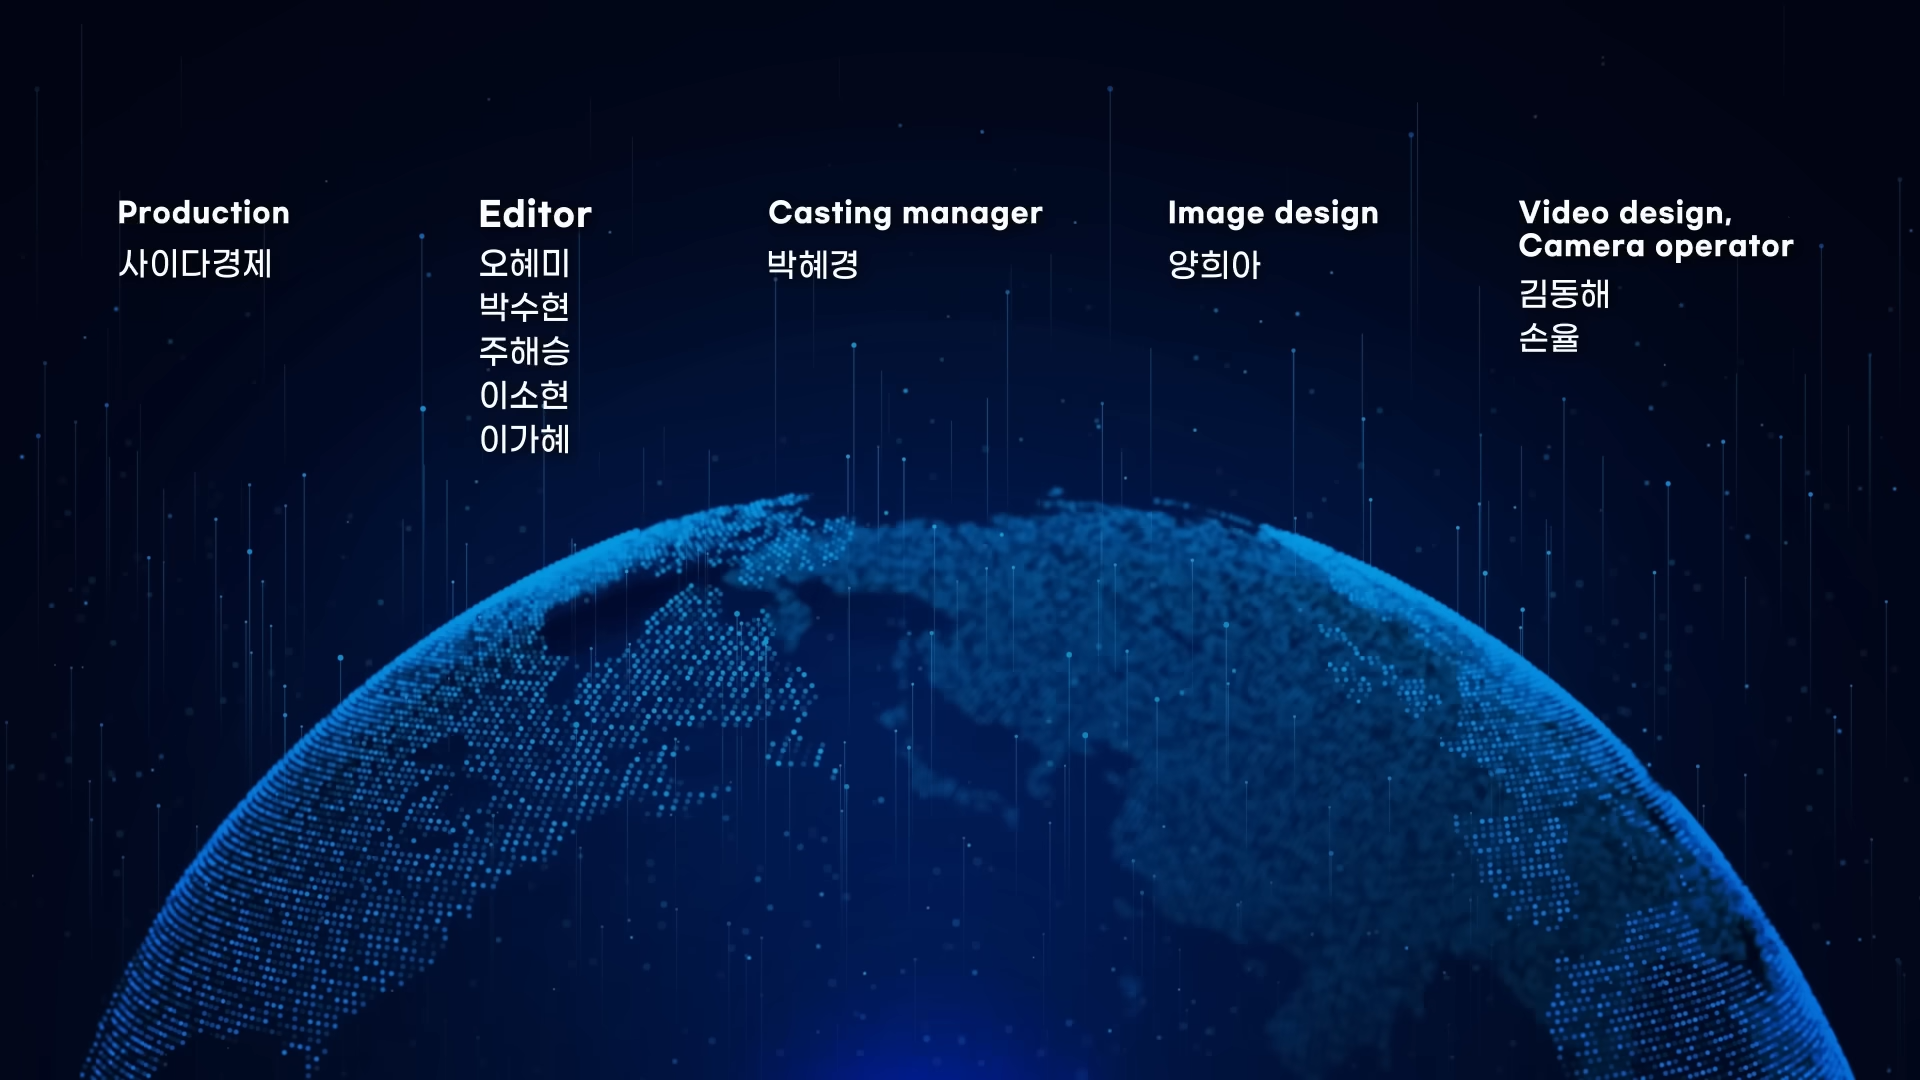 Production
사이다경제
Editor
오혜미
박수현
주해승
이소현
이가혜
Casting manager
박혜경
Image design
양희아
Video design,
Camera operator
김동해
손율